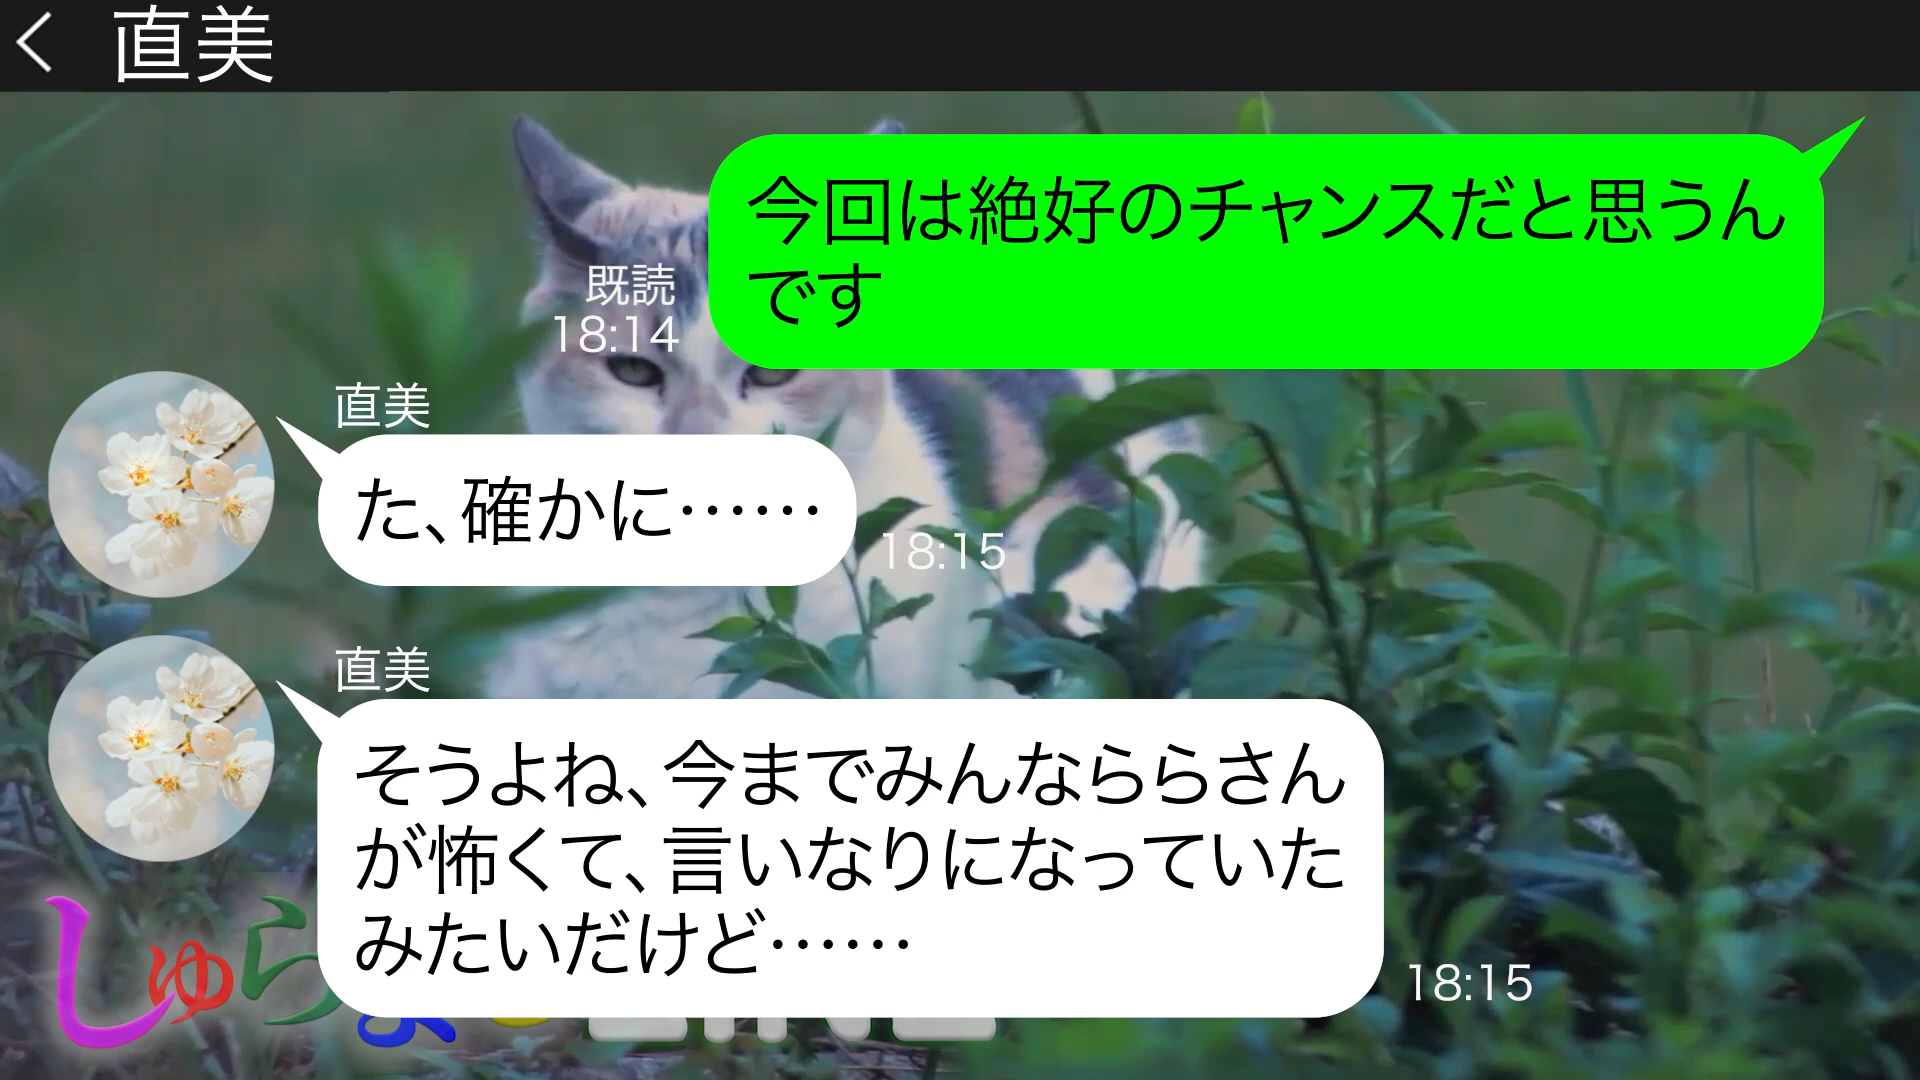 直美
今回は絶好のチャンスだと思うん
です
既読
18:14
直美
た、確かに……
18:15
直美
そうよね、今までみんなららさん
が怖くて、言いなりになっていた
みたいだけど……
18:15
しゅら